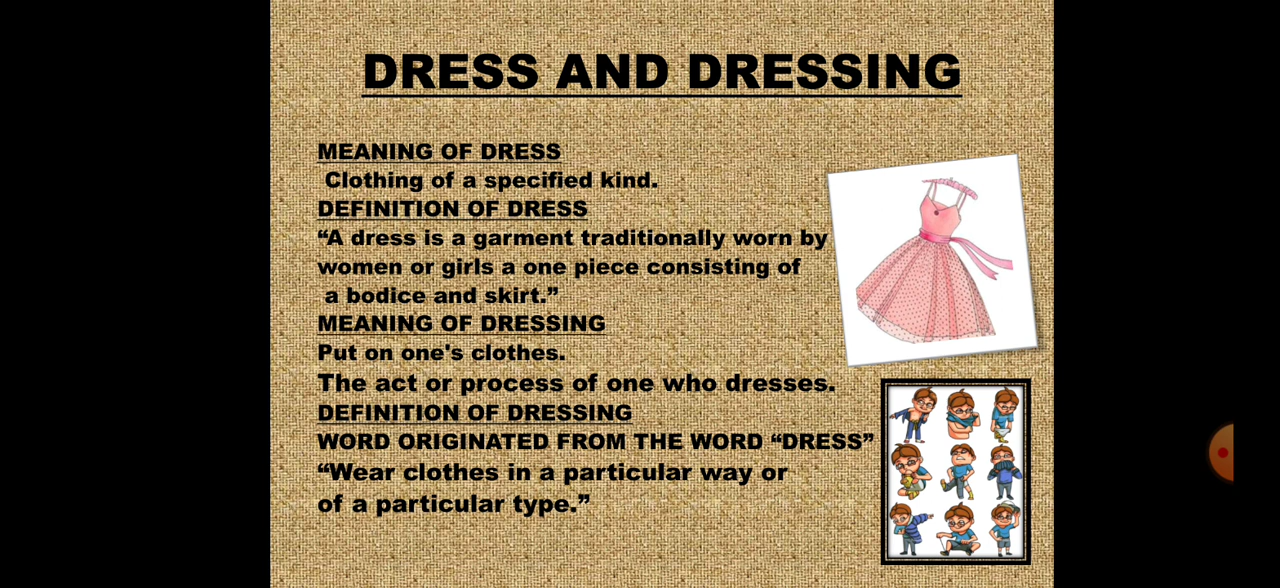 DRESS AND DRESSING
MEANING OF DRESS
Clothing of a specified kind.
DEFINITION OF DRESS
“A dress is a garment traditionally worn by
women or girls a one piece consisting of
a bodice and skirt.”
MEANING OF DRESSING
Put on one's clothes.
The act or process of one who dresses.
DEFINITION OF DRESSING
WORD ORIGINATED FROM THE WORD “DRESS”
“Wear clothes in a particular way or
of a particular type.”